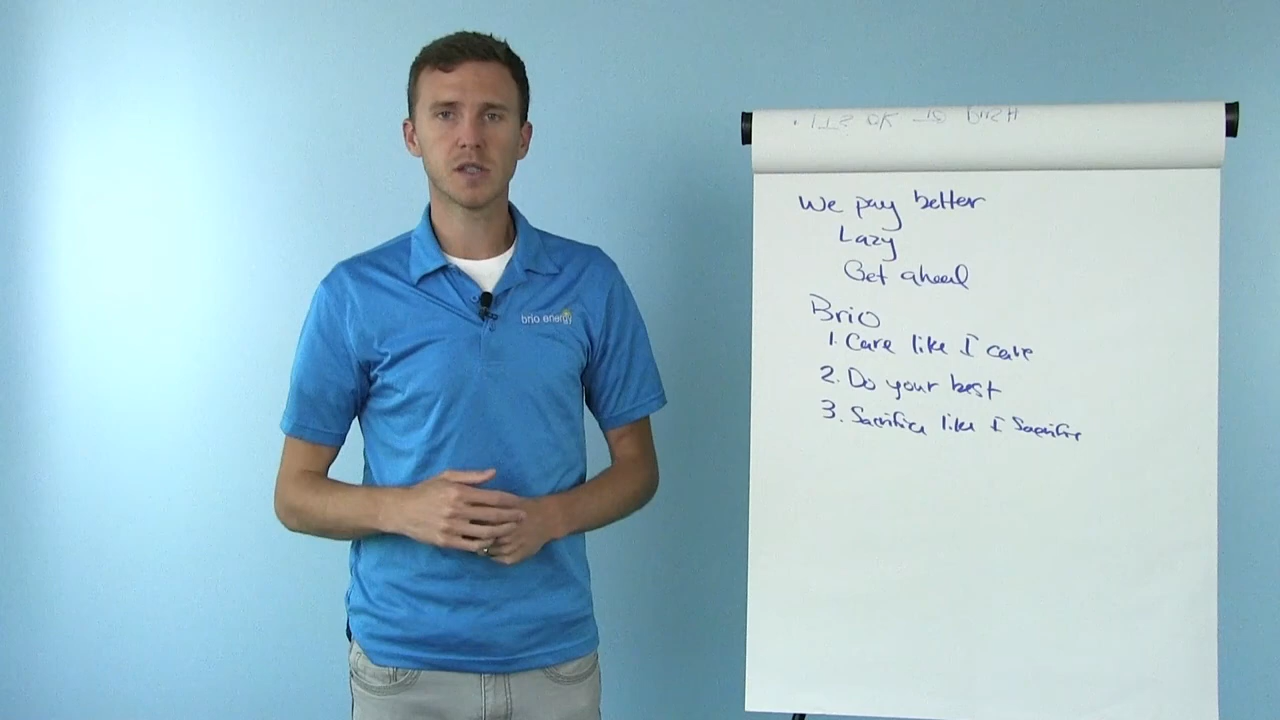 We pay better
Lazy
Get ahead
Brio
1. Care like I care
2. Do your best
3. Sacrifice like I Sacrifice
brio energy